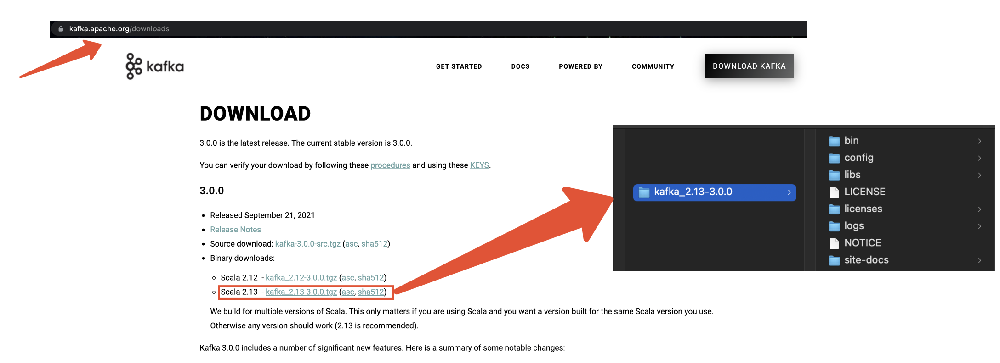 kafka.apache.org/downloads
kafka
GET STARTED
DOCS
POWERED BY
COMMUNITY
DOWNLOAD KAFKA
DOWNLOAD
3.0.0 is the latest release. The current stable version is 3.0.0.
You can verify your download by following these procedures and using these KEYS.
3.0.0
Released September 21, 2021
Release Notes
Source download: kafka-3.0.0-src.tgz (asc, sha512)
Binary downloads:
Scala 2.12 - kafka_2.12-3.0.0.tgz (asc, sha512)
Scala 2.13 - kafka_2.13-3.0.0.tgz (asc, sha512)
We build for multiple versions of Scala. This only matters if you are using Scala and you want a version built for the same Scala version you use.
Otherwise any version should work (2.13 is recommended).
Kafka 3.0.0 includes a number of significant new features. Here is a summary of some notable changes:
kafka_2.13-3.0.0
bin
config
libs
LICENSE
licenses
logs
NOTICE
site-docs